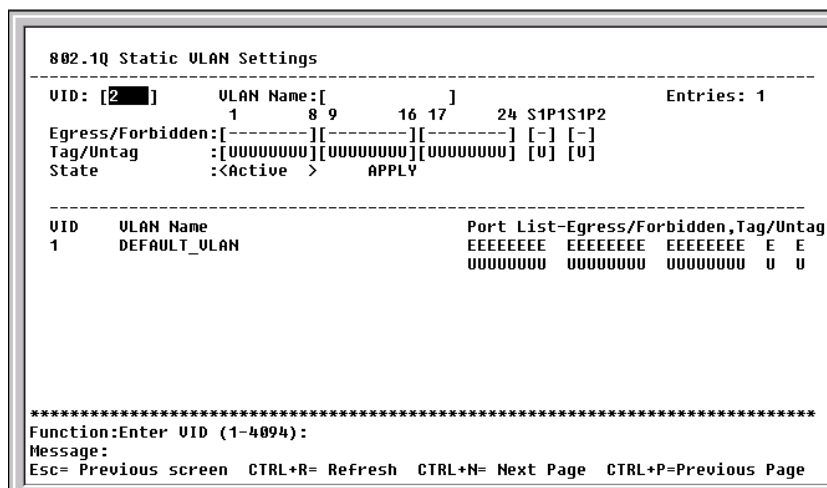 802.1Q Static VLAN Settings
--------------------------------------------------------------------------------
VID: [2   ]      VLAN Name:[            ]                      Entries: 1
1       8 9      16 17     24 S1P1S1P2
Egress/Forbidden:[--------][--------][--------] [-] [-]
Tag/Untag       :[UUUUUUUU][UUUUUUUU][UUUUUUUU] [U] [U]
State           :<Active  >     APPLY
--------------------------------------------------------------------------------
VID   VLAN Name                          Port List-Egress/Forbidden,Tag/Untag
1     DEFAULT_VLAN                       EEEEEEEE  EEEEEEEE  EEEEEEEE  E  E
UUUUUUUU  UUUUUUUU  UUUUUUUU  U  U
********************************************************************************
Function:Enter VID (1-4094):
Message:
Esc= Previous screen  CTRL+R= Refresh  CTRL+N= Next Page  CTRL+P=Previous Page